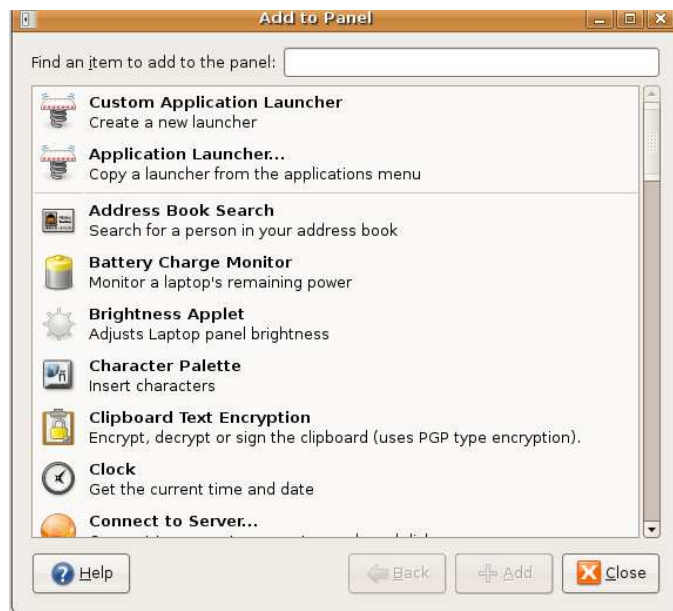 Add to Panel
Find an item to add to the panel:
Custom Application Launcher
Create a new launcher
Application Launcher...
Copy a launcher from the applications menu
Address Book Search
Search for a person in your address book
Battery Charge Monitor
Monitor a laptop's remaining power
Brightness Applet
Adjusts Laptop panel brightness
Character Palette
Insert characters
Clipboard Text Encryption
Encrypt, decrypt or sign the clipboard (uses PGP type encryption).
Clock
Get the current time and date
Connect to Server...
Help Back Add Close